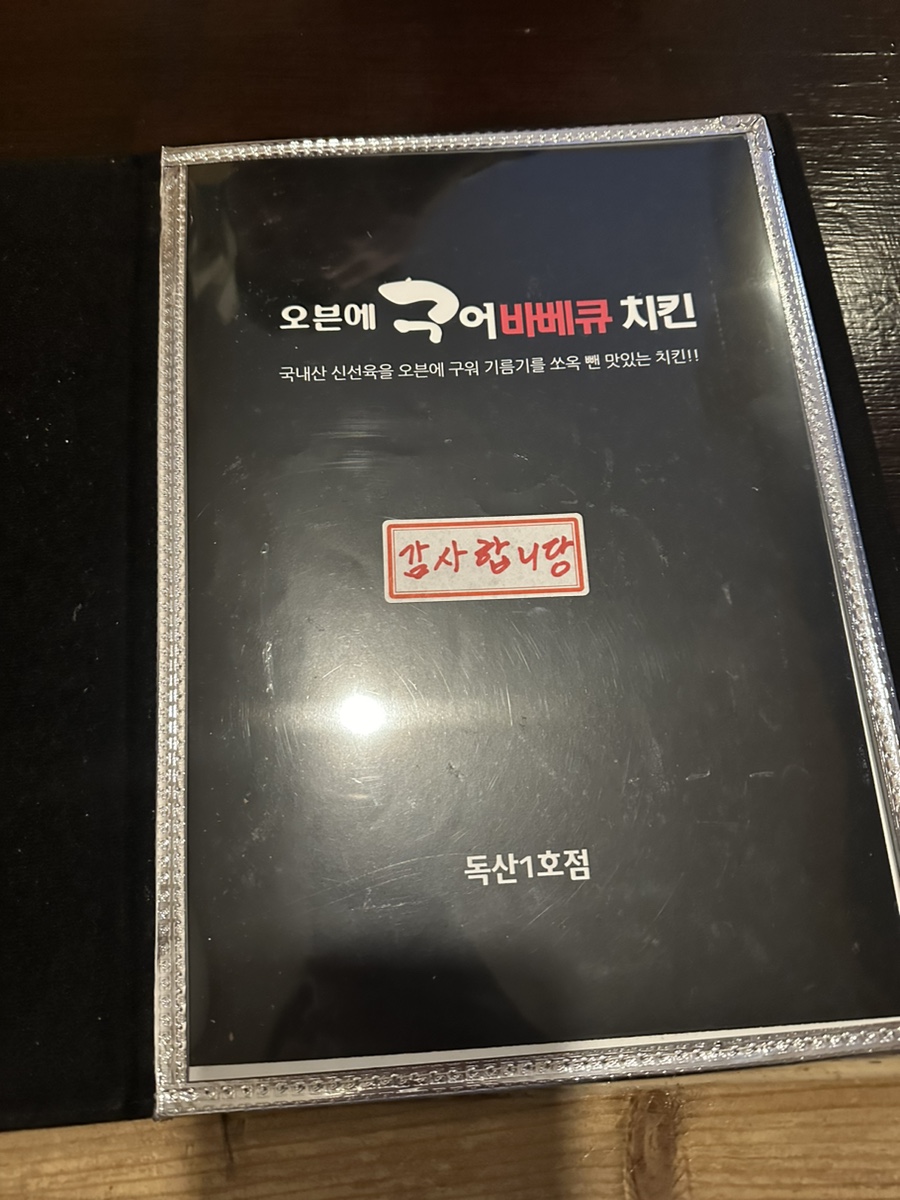 오븐에 구어바베큐 치킨
국내산 신선육을 오븐에 구워 기름기를 쏘옥 뺀 맛있는 치킨!!
감사합니당
독산1호점